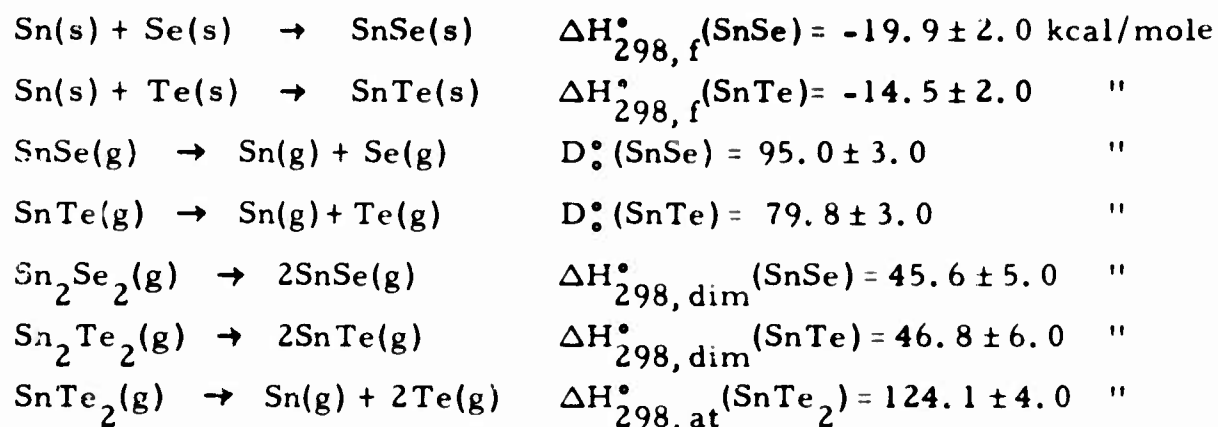 Sn(s) + Se(s) → SnSe(s) ΔH°298, f(SnSe) = -19.9 ± 2.0 kcal/mole
Sn(s) + Te(s) → SnTe(s) ΔH°298, f(SnTe) = -14.5 ± 2.0 "
SnSe(g) → Sn(g) + Se(g) D°o(SnSe) = 95.0 ± 3.0 "
SnTe(g) → Sn(g) + Te(g) D°o(SnTe) = 79.8 ± 3.0 "
Sn2Se2(g) → 2SnSe(g) ΔH°298, dim(SnSe) = 45.6 ± 5.0 "
Sn2Te2(g) → 2SnTe(g) ΔH°298, dim(SnTe) = 46.8 ± 6.0 "
SnTe2(g) → Sn(g) + 2Te(g) ΔH°298, at(SnTe2) = 124.1 ± 4.0 "